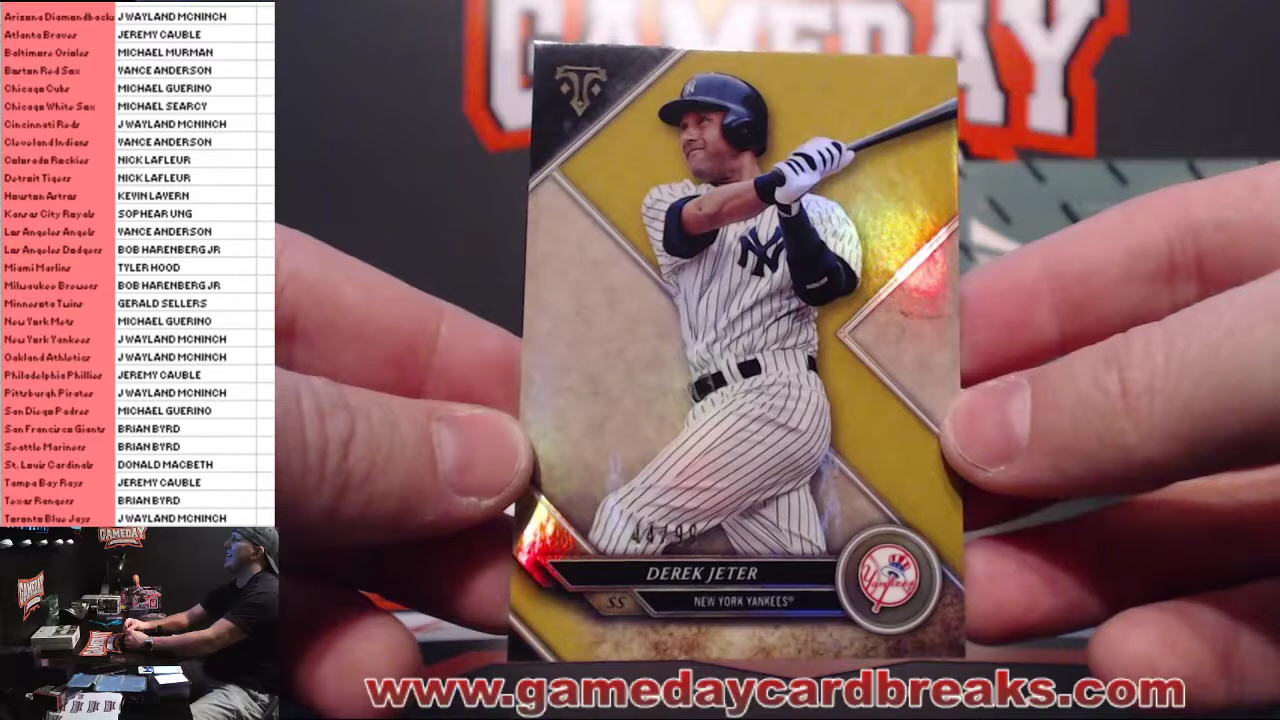 Arizona Diamondbacks J WAYLAND MCNINCH
Atlanta Braves JEREMY CAUBLE
Baltimore Orioles MICHAEL MURMAN
Boston Red Sox VANCE ANDERSON
Chicago Cubs MICHAEL GUERINO
Chicago White Sox MICHAEL SEARCY
Cincinnati Reds J WAYLAND MCNINCH
Cleveland Indians VANCE ANDERSON
Colorado Rockies NICK LAFLEUR
Detroit Tigers NICK LAFLEUR
Houston Astros KEVIN LAVERN
Kansas City Royals SOPHEAR UNG
Los Angeles Angels VANCE ANDERSON
Los Angeles Dodgers BOB HARENBERG JR
Miami Marlins TYLER HOOD
Milwaukee Brewers BOB HARENBERG JR
Minnesota Twins GERALD SELLERS
New York Mets MICHAEL GUERINO
New York Yankees J WAYLAND MCNINCH
Oakland Athletics J WAYLAND MCNINCH
Philadelphia Phillies JEREMY CAUBLE
Pittsburgh Pirates J WAYLAND MCNINCH
San Diego Padres MICHAEL GUERINO
San Francisco Giants BRIAN BYRD
Seattle Mariners BRIAN BYRD
St. Louis Cardinals DONALD MACBETH
Tampa Bay Rays JEREMY CAUBLE
Texas Rangers BRIAN BYRD
Toronto Blue Jays J WAYLAND MCNINCH
GAMEDAY
NY
44/99
DEREK JETER
SS NEW YORK YANKEES®
Yankees
GAMEDAY
GAMEDAY
www.gamedaycardbreaks.com